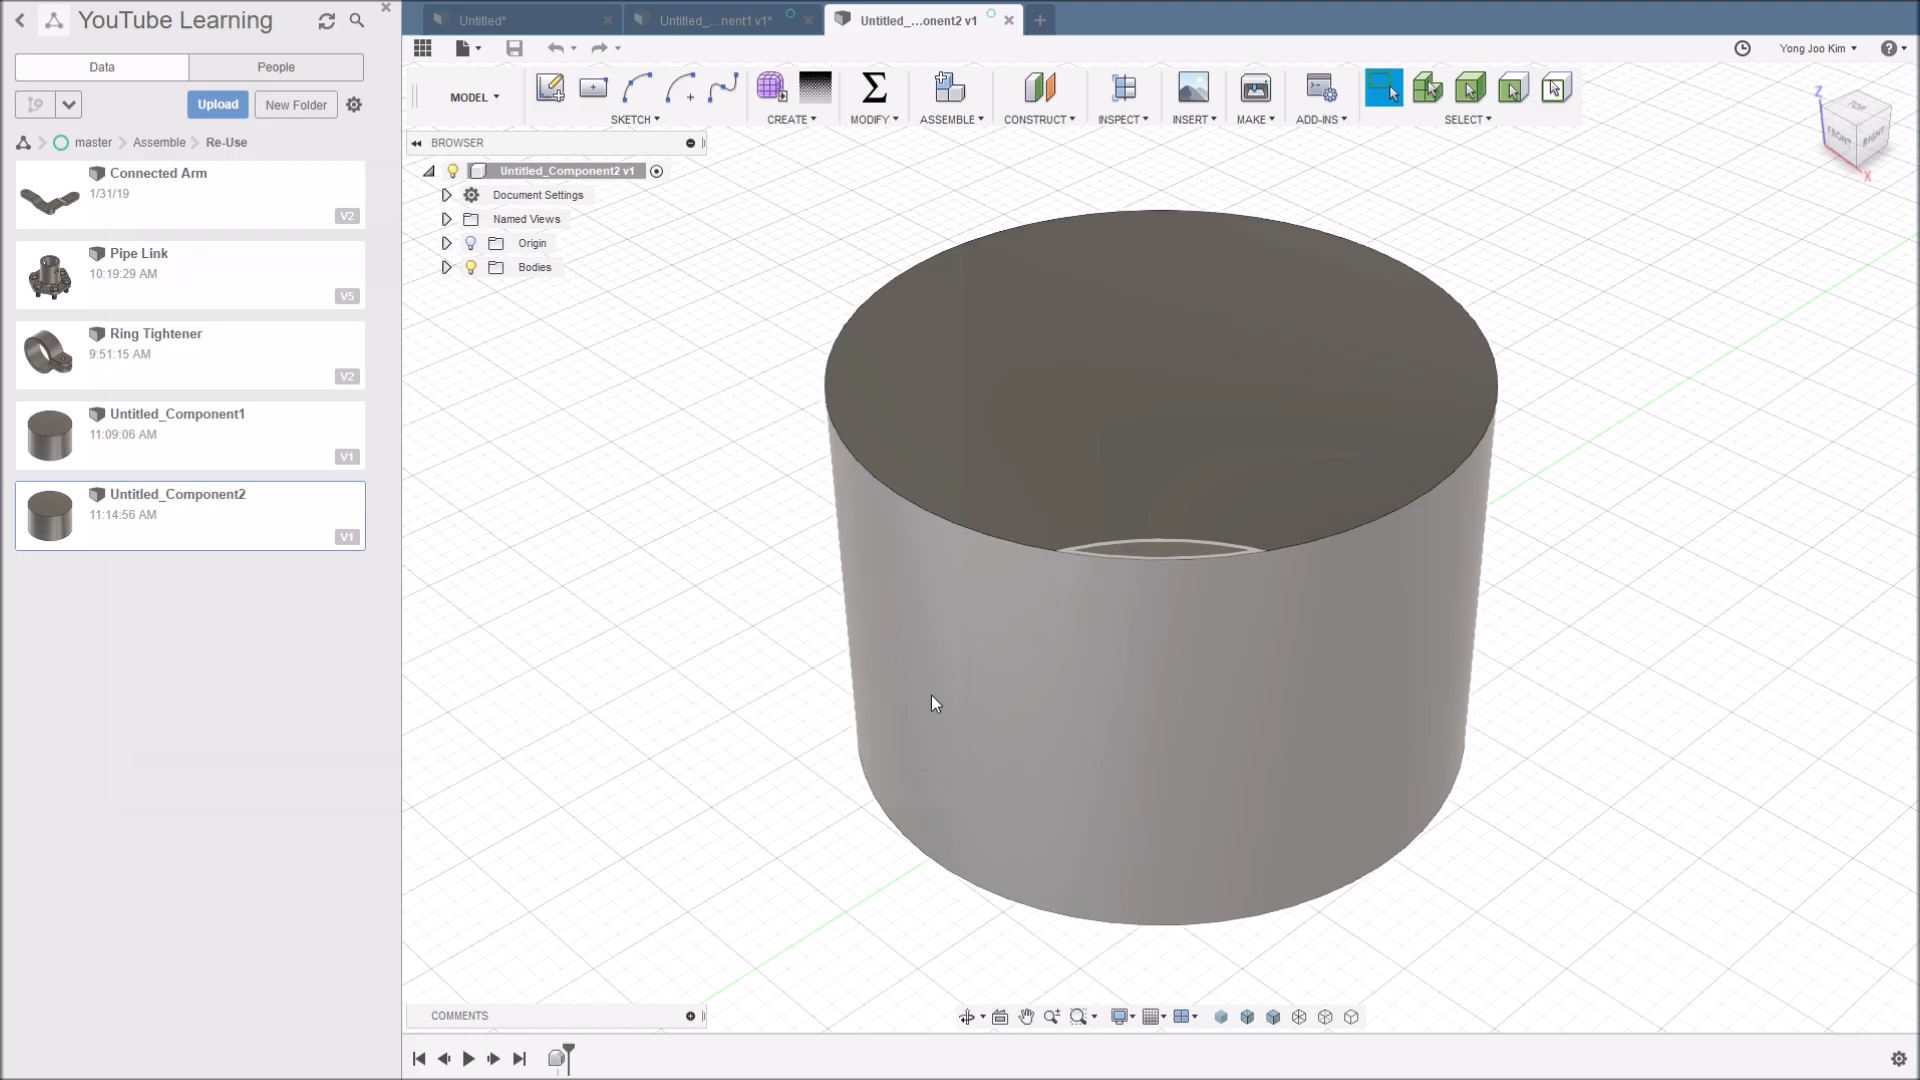 YouTube Learning
Data
People
Upload
New Folder
master
Assemble
Re-Use
Connected Arm
1/31/19
V2
Pipe Link
10:19:29 AM
V5
Ring Tightener
9:51:15 AM
V2
Untitled_Component1
11:09:06 AM
V1
Untitled_Component2
11:14:56 AM
V1
Untitled*
Untitled_...nent1 v1*
Untitled_...onent2 v1
Yong Joo Kim
MODEL
SKETCH
CREATE
MODIFY
ASSEMBLE
CONSTRUCT
INSPECT
INSERT
MAKE
ADD-INS
SELECT
BROWSER
Untitled_Component2 v1
Document Settings
Named Views
Origin
Bodies
Z
TOP
FRONT
RIGHT
X
COMMENTS